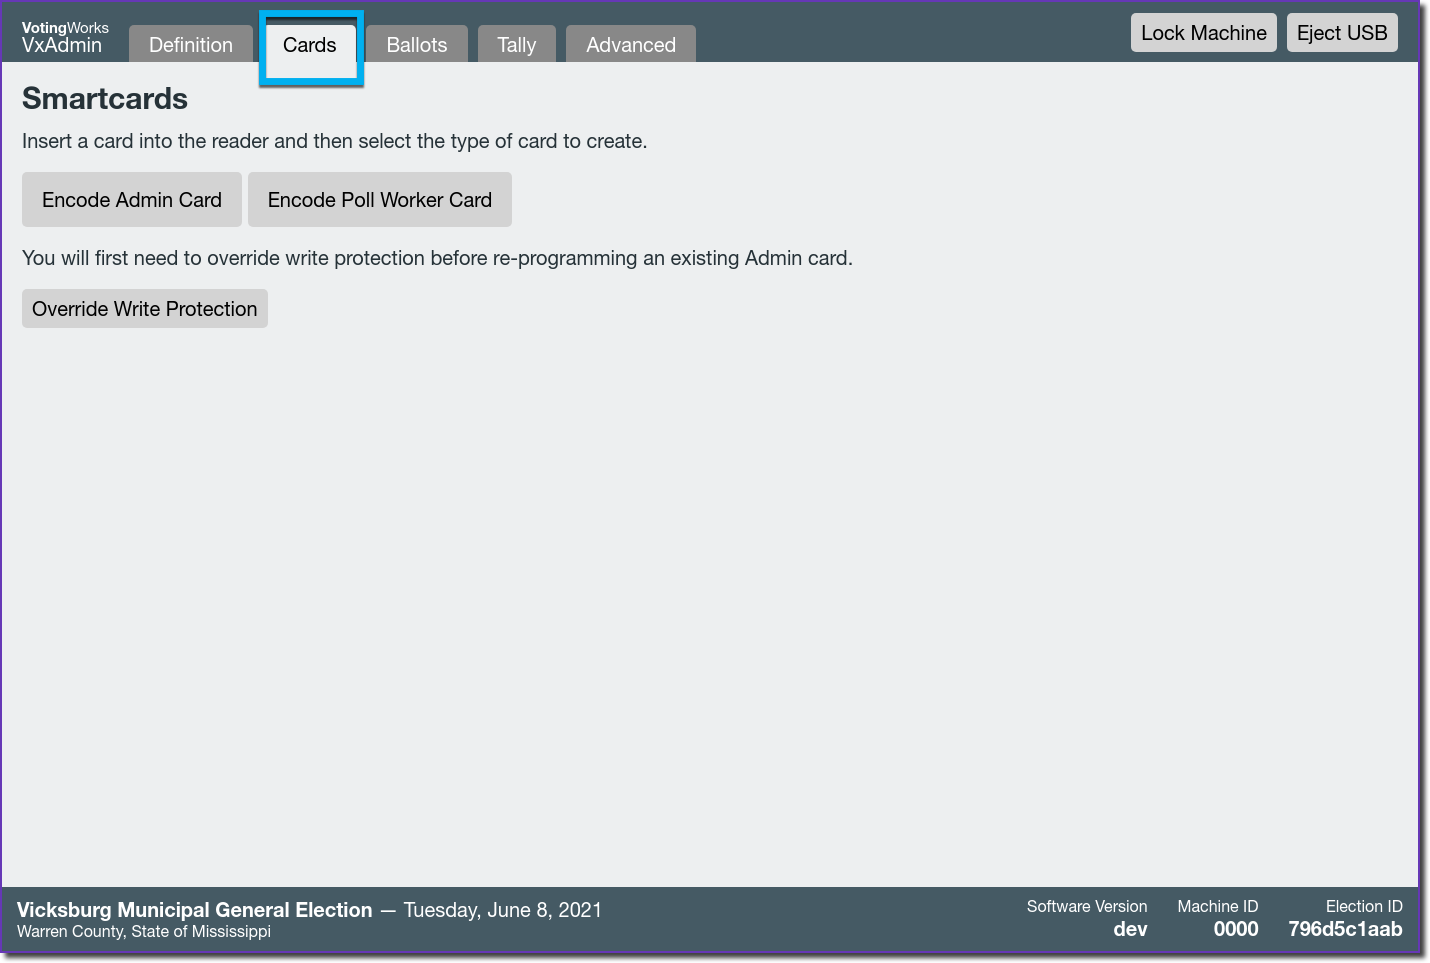 VotingWorks
VxAdmin
Definition
Cards
Ballots
Tally
Advanced
Lock Machine
Eject USB
Smartcards
Insert a card into the reader and then select the type of card to create.
Encode Admin Card
Encode Poll Worker Card
You will first need to override write protection before re-programming an existing Admin card.
Override Write Protection
Vicksburg Municipal General Election — Tuesday, June 8, 2021
Warren County, State of Mississippi
Software Version
dev
Machine ID
0000
Election ID
796d5c1aab